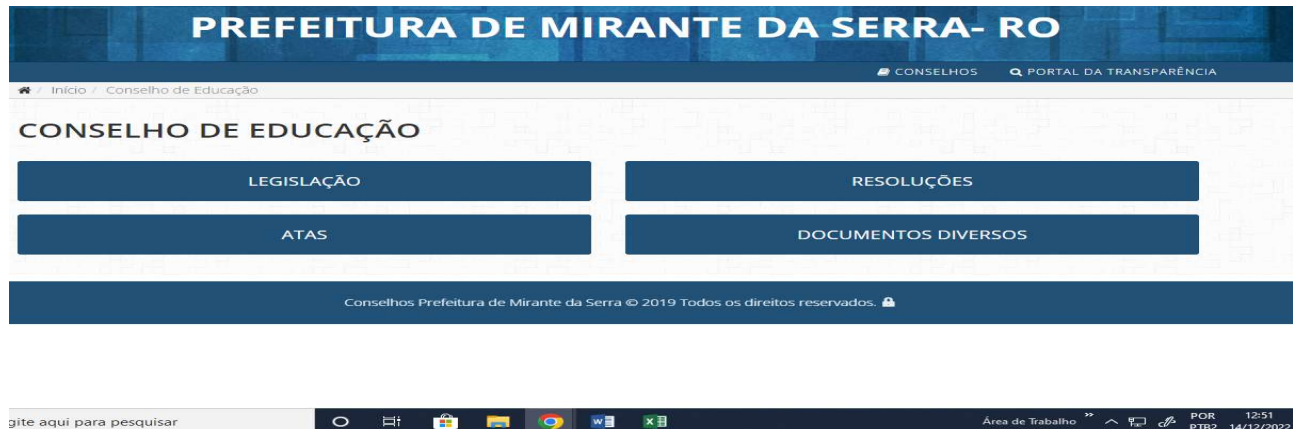 PREFEITURA DE MIRANTE DA SERRA- RO
CONSELHOS PORTAL DA TRANSPARÊNCIA
/ Início / Conselho de Educação
CONSELHO DE EDUCAÇÃO
LEGISLAÇÃO RESOLUÇÕES
ATAS DOCUMENTOS DIVERSOS
Conselhos Prefeitura de Mirante da Serra © 2019 Todos os direitos reservados.
gite aqui para pesquisar Área de Trabalho » POR 12:51
PTB2 14/12/2022